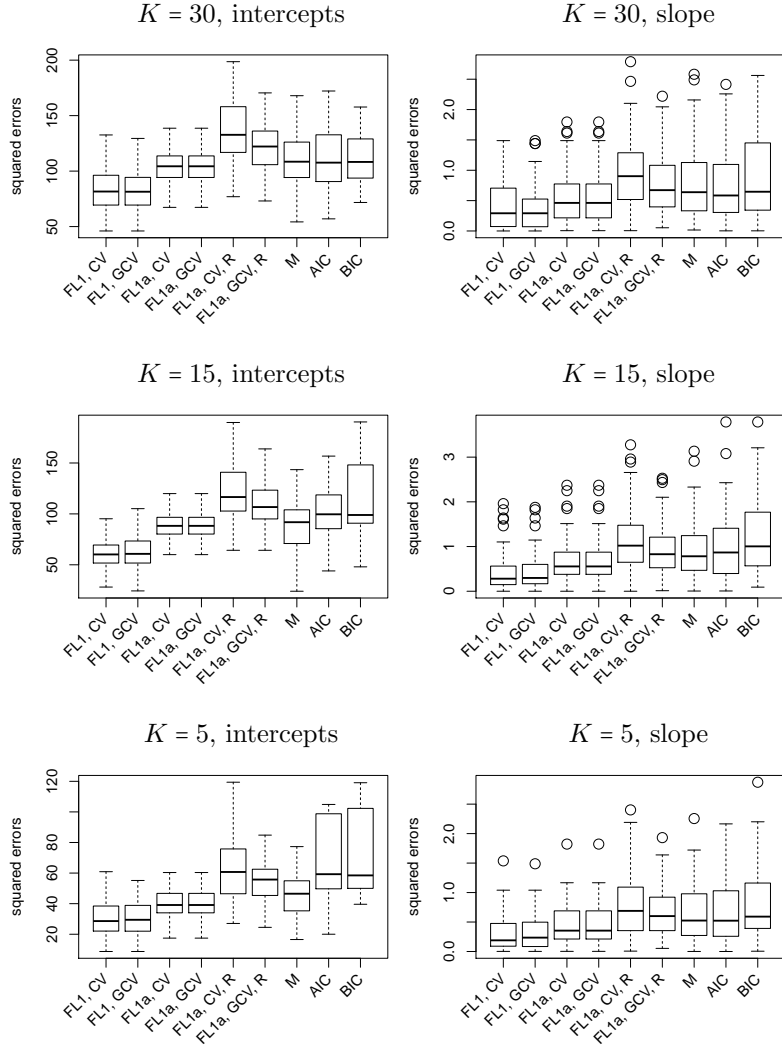 K = 30, intercepts
squared errors
200
150
100
50
FL1, CV
FL1, GCV
FL1a, CV
FL1a, GCV
FL1a, CV, R
FL1a, GCV, R
M
AIC
BIC
K = 30, slope
squared errors
2.0
1.0
0.0
FL1, CV
FL1, GCV
FL1a, CV
FL1a, GCV
FL1a, CV, R
FL1a, GCV, R
M
AIC
BIC
K = 15, intercepts
squared errors
150
100
50
FL1, CV
FL1, GCV
FL1a, CV
FL1a, GCV
FL1a, CV, R
FL1a, GCV, R
M
AIC
BIC
K = 15, slope
squared errors
3
2
1
0
FL1, CV
FL1, GCV
FL1a, CV
FL1a, GCV
FL1a, CV, R
FL1a, GCV, R
M
AIC
BIC
K = 5, intercepts
squared errors
120
80
60
40
20
FL1, CV
FL1, GCV
FL1a, CV
FL1a, GCV
FL1a, CV, R
FL1a, GCV, R
M
AIC
BIC
K = 5, slope
squared errors
2.0
1.0
0.0
FL1, CV
FL1, GCV
FL1a, CV
FL1a, GCV
FL1a, CV, R
FL1a, GCV, R
M
AIC
BIC